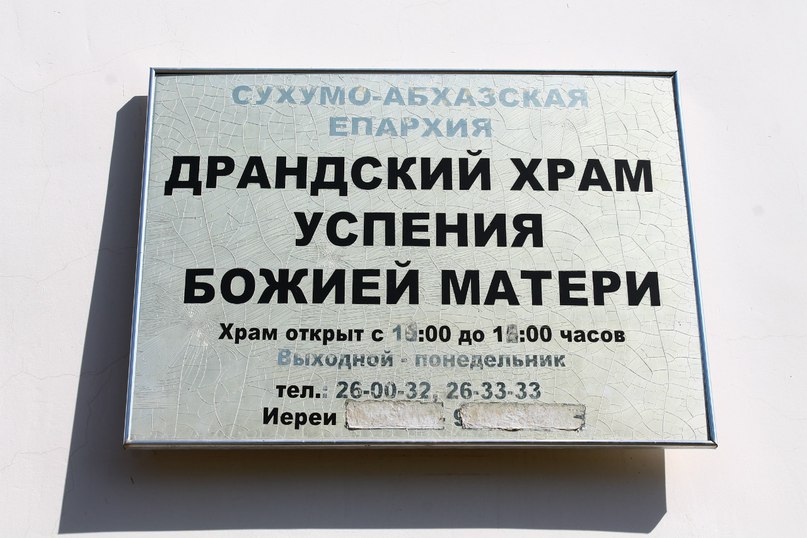 СУХУМО-АБХАЗСКАЯ
ЕПАРХИЯ
ДРАНДСКИЙ ХРАМ
УСПЕНИЯ
БОЖИЕЙ МАТЕРИ
Храм открыт с до часов
Выходной - понедельник
тел.: 26-00-32, 26-33-33
Иереи